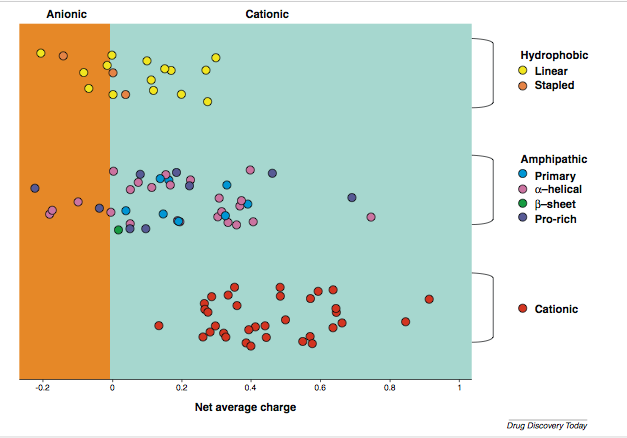 Anionic Cationic
Hydrophobic
Linear
Stapled
Amphipathic
Primary
α–helical
β–sheet
Pro-rich
Cationic
-0.2 0 0.2 0.4 0.6 0.8 1
Net average charge
Drug Discovery Today